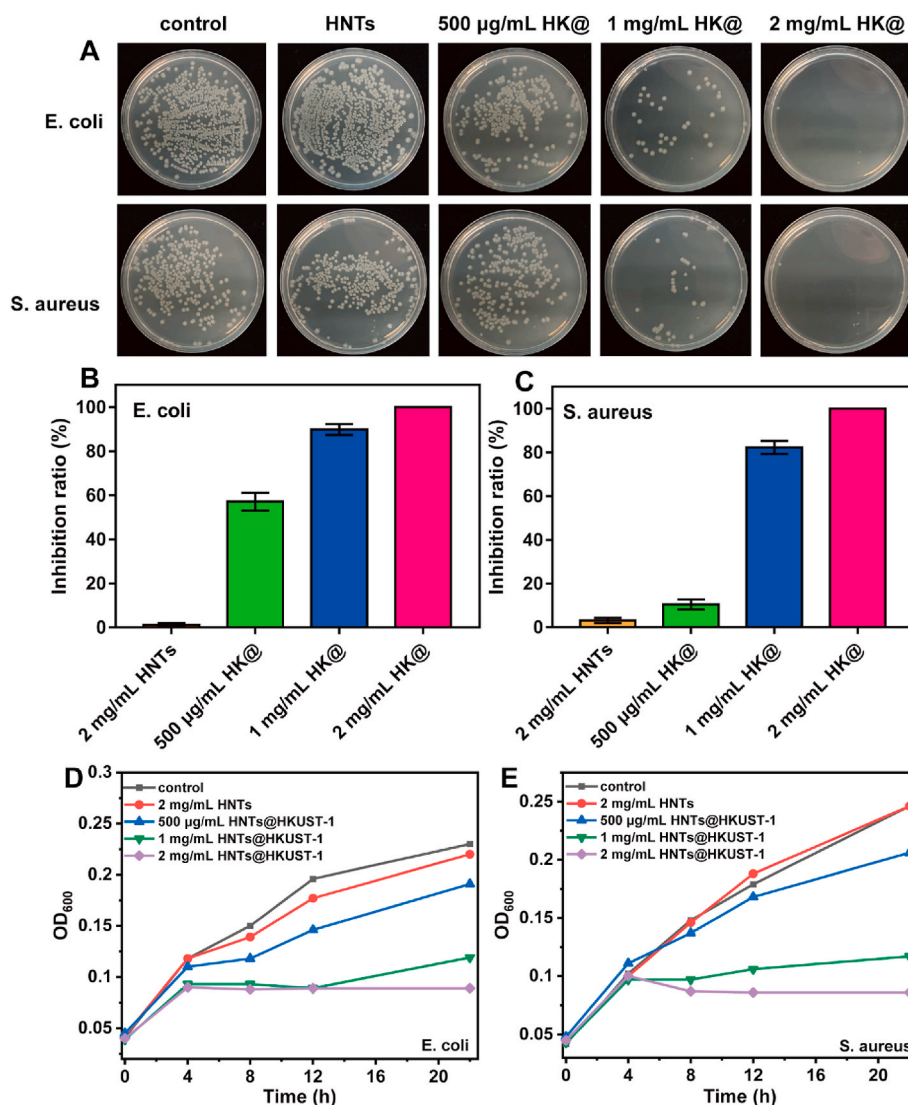 control HNTs 500 µg/mL HK@ 1 mg/mL HK@ 2 mg/mL HK@
A
E. coli
S. aureus
B
E. coli
Inhibition ratio (%)
100
80
60
40
20
0
2 mg/mL HNTs
500 µg/mL HK@
1 mg/mL HK@
2 mg/mL HK@
C
S. aureus
Inhibition ratio (%)
100
80
60
40
20
0
2 mg/mL HNTs
500 µg/mL HK@
1 mg/mL HK@
2 mg/mL HK@
D
control
2 mg/mL HNTs
500 µg/mL HNTs@HKUST-1
1 mg/mL HNTs@HKUST-1
2 mg/mL HNTs@HKUST-1
OD600
0.3
0.25
0.20
0.15
0.1
0.05
0 4 8 12 16 20
Time (h)
E. coli
E
control
2 mg/mL HNTs
500 µg/mL HNTs@HKUST-1
1 mg/mL HNTs@HKUST-1
2 mg/mL HNTs@HKUST-1
OD600
0.25
0.2
0.15
0.1
0.05
0 4 8 12 16 20
Time (h)
S. aureus